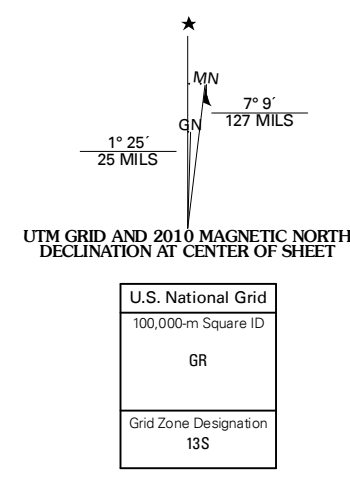 MN
GN
7° 9´
127 MILS
1° 25´
25 MILS
UTM GRID AND 2010 MAGNETIC NORTH
DECLINATION AT CENTER OF SHEET
U.S. National Grid
100,000-m Square ID
GR
Grid Zone Designation
13S